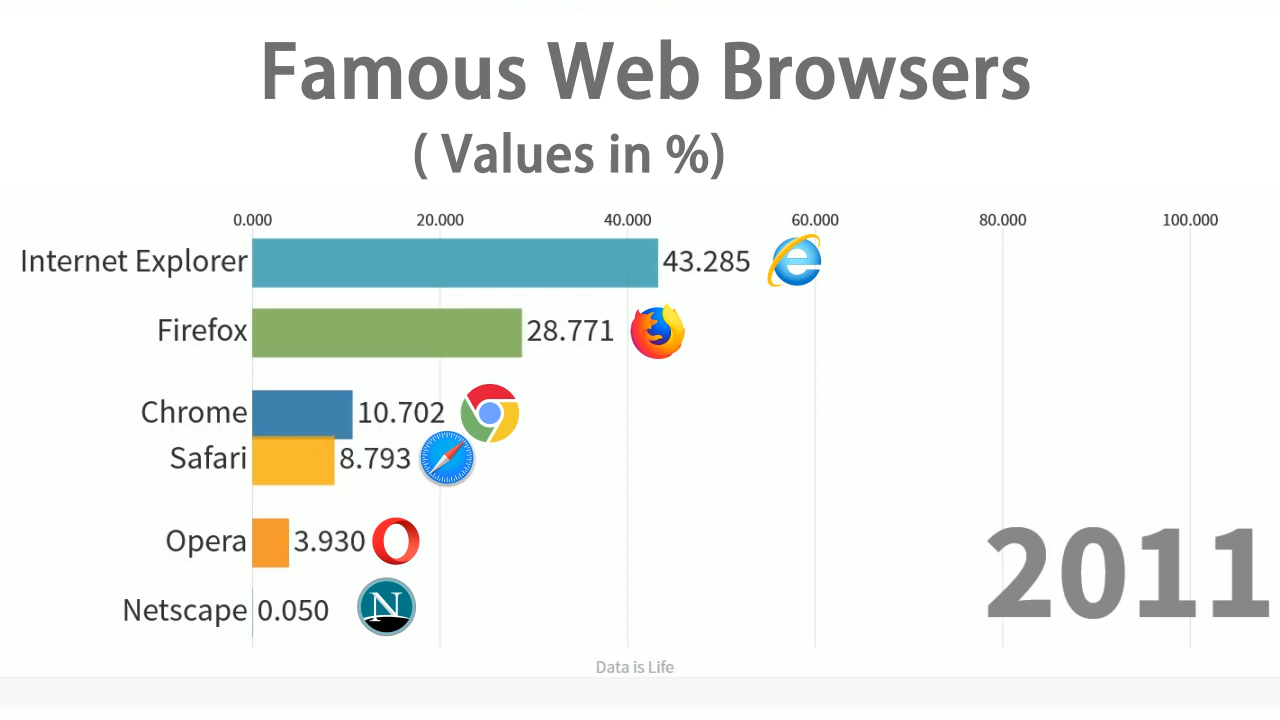 Famous Web Browsers
( Values in %)
0.000 20.000 40.000 60.000 80.000 100.000
Internet Explorer 43.285
Firefox 28.771
Chrome 10.702
Safari 8.793
Opera 3.930
Netscape 0.050
N
2011
Data is Life